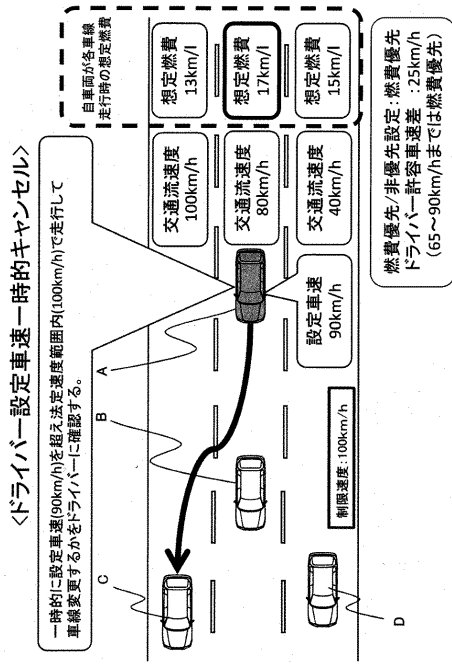 <ドライバー設定車速一時的キャンセル>
一時的に設定車速(90km/h)を超え法定速度範囲内(100km/h)で走行して
車線変更するかをドライバーに確認する。
自車両が各車線
走行時の想定燃費
C
B
A
交通流速度
100km/h
想定燃費
13km/l
交通流速度
80km/h
想定燃費
17km/l
交通流速度
40km/h
想定燃費
15km/l
設定車速
90km/h
制限速度:100km/h
D
燃費優先/非優先設定:燃費優先
ドライバー許容車速差 :25km/h
(65~90km/hまでは燃費優先)